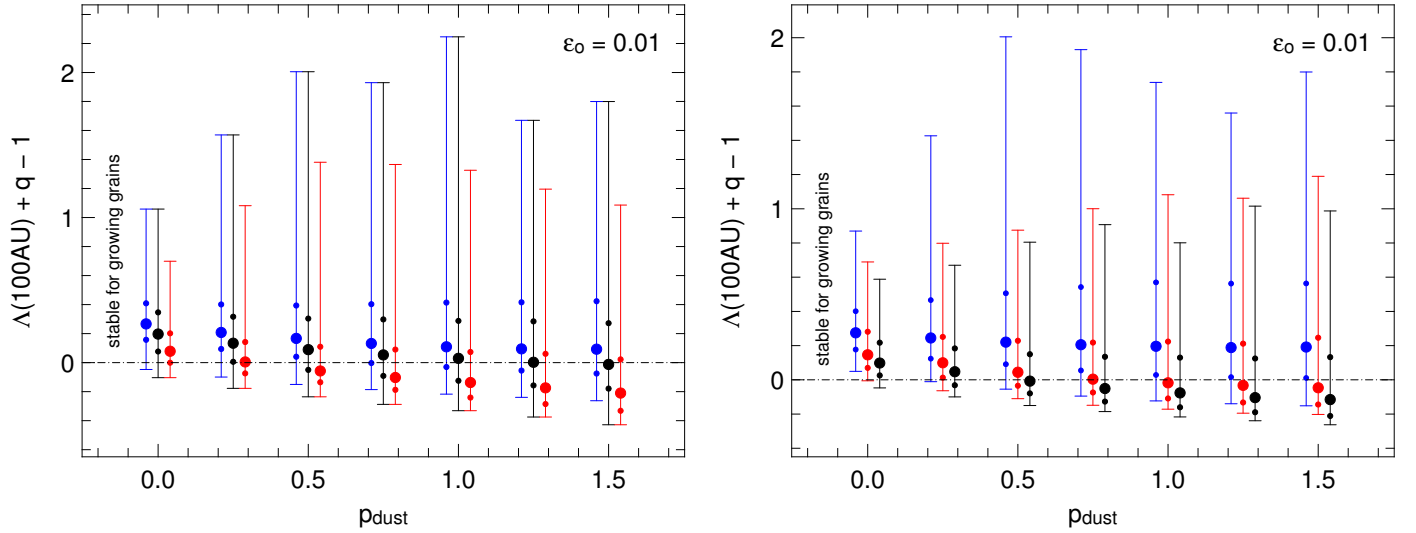 εo = 0.01
2
1
0
Λ(100AU) + q − 1
stable for growing grains
0.0 0.5 1.0 1.5
pdust
εo = 0.01
2
1
0
Λ(100AU) + q − 1
stable for growing grains
0.0 0.5 1.0 1.5
pdust